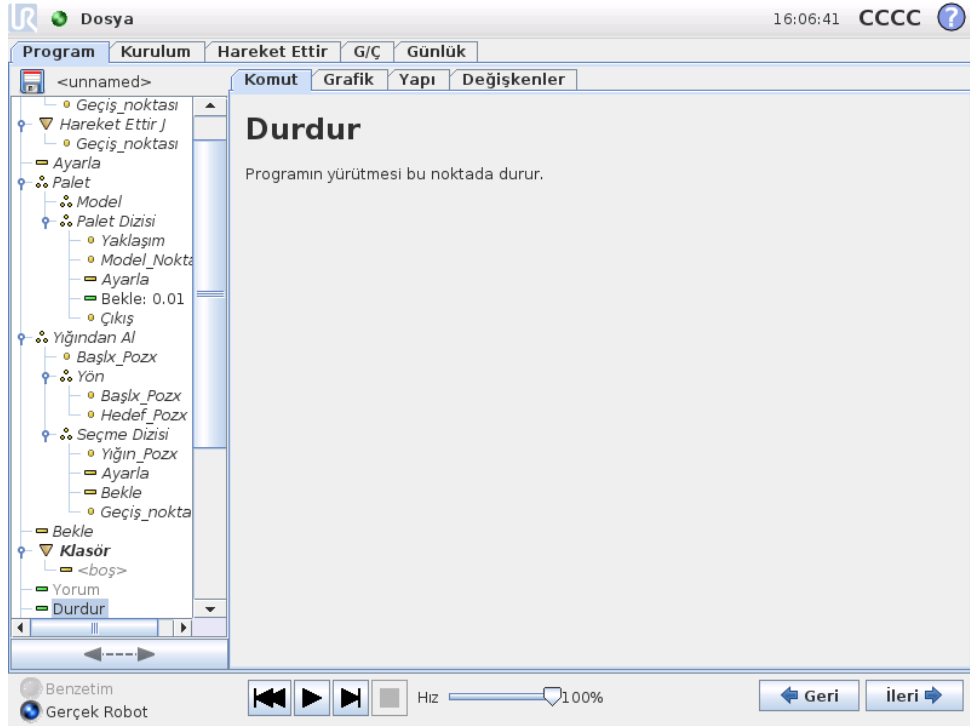 UR Dosya 16:06:41 CCCC ?
Program Kurulum Hareket Ettir G/Ç Günlük
<unnamed>
Komut Grafik Yapı Değişkenler
Geçiş_noktası
Hareket Ettir J
Geçiş_noktası
Ayarla
Palet
Model
Palet Dizisi
Yaklaşım
Model_Nokta
Ayarla
Bekle: 0.01
Çıkış
Yığından Al
Başlx_Pozx
Yön
Başlx_Pozx
Hedef_Pozx
Seçme Dizisi
Yığın_Pozx
Ayarla
Bekle
Geçiş_nokta
Bekle
Klasör
<boş>
Yorum
Durdur
Durdur
Programın yürütmesi bu noktada durur.
Benzetim
Gerçek Robot
Hız 100%
Geri İleri